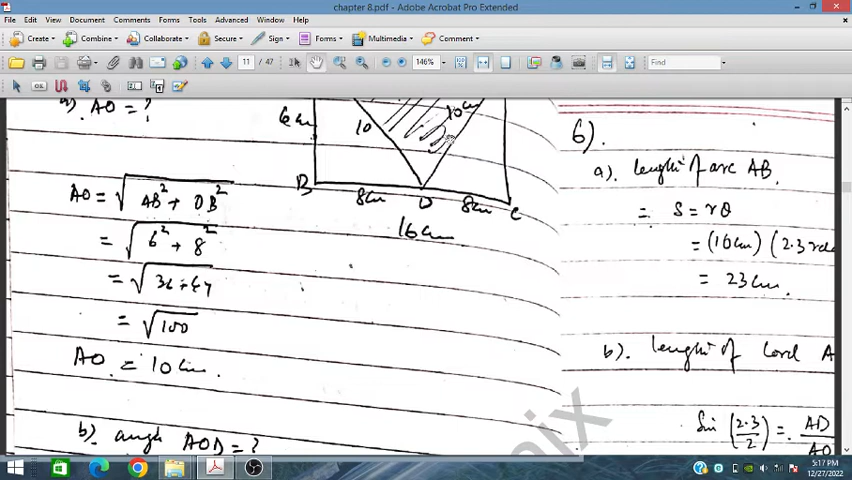 chapter 8.pdf - Adobe Acrobat Pro Extended
File Edit View Document Comments Forms Tools Advanced Window Help
Create Combine Collaborate Secure Sign Forms Multimedia Comment
11 / 47 146% Find
a). AO = ?
6cm
10
10cm
B 8cm O 8cm C
16cm
AO = √AB² + OB²
= √6² + 8²
= √36+64
= √100
AO = 10cm.
b). angle AOD = ?
6).
a). length of arc AB.
= S = rθ
= (10cm) (2.3
= 23cm.
b). length of
Sin (2.3/2) = AD/AO
5:17 PM
12/27/2022